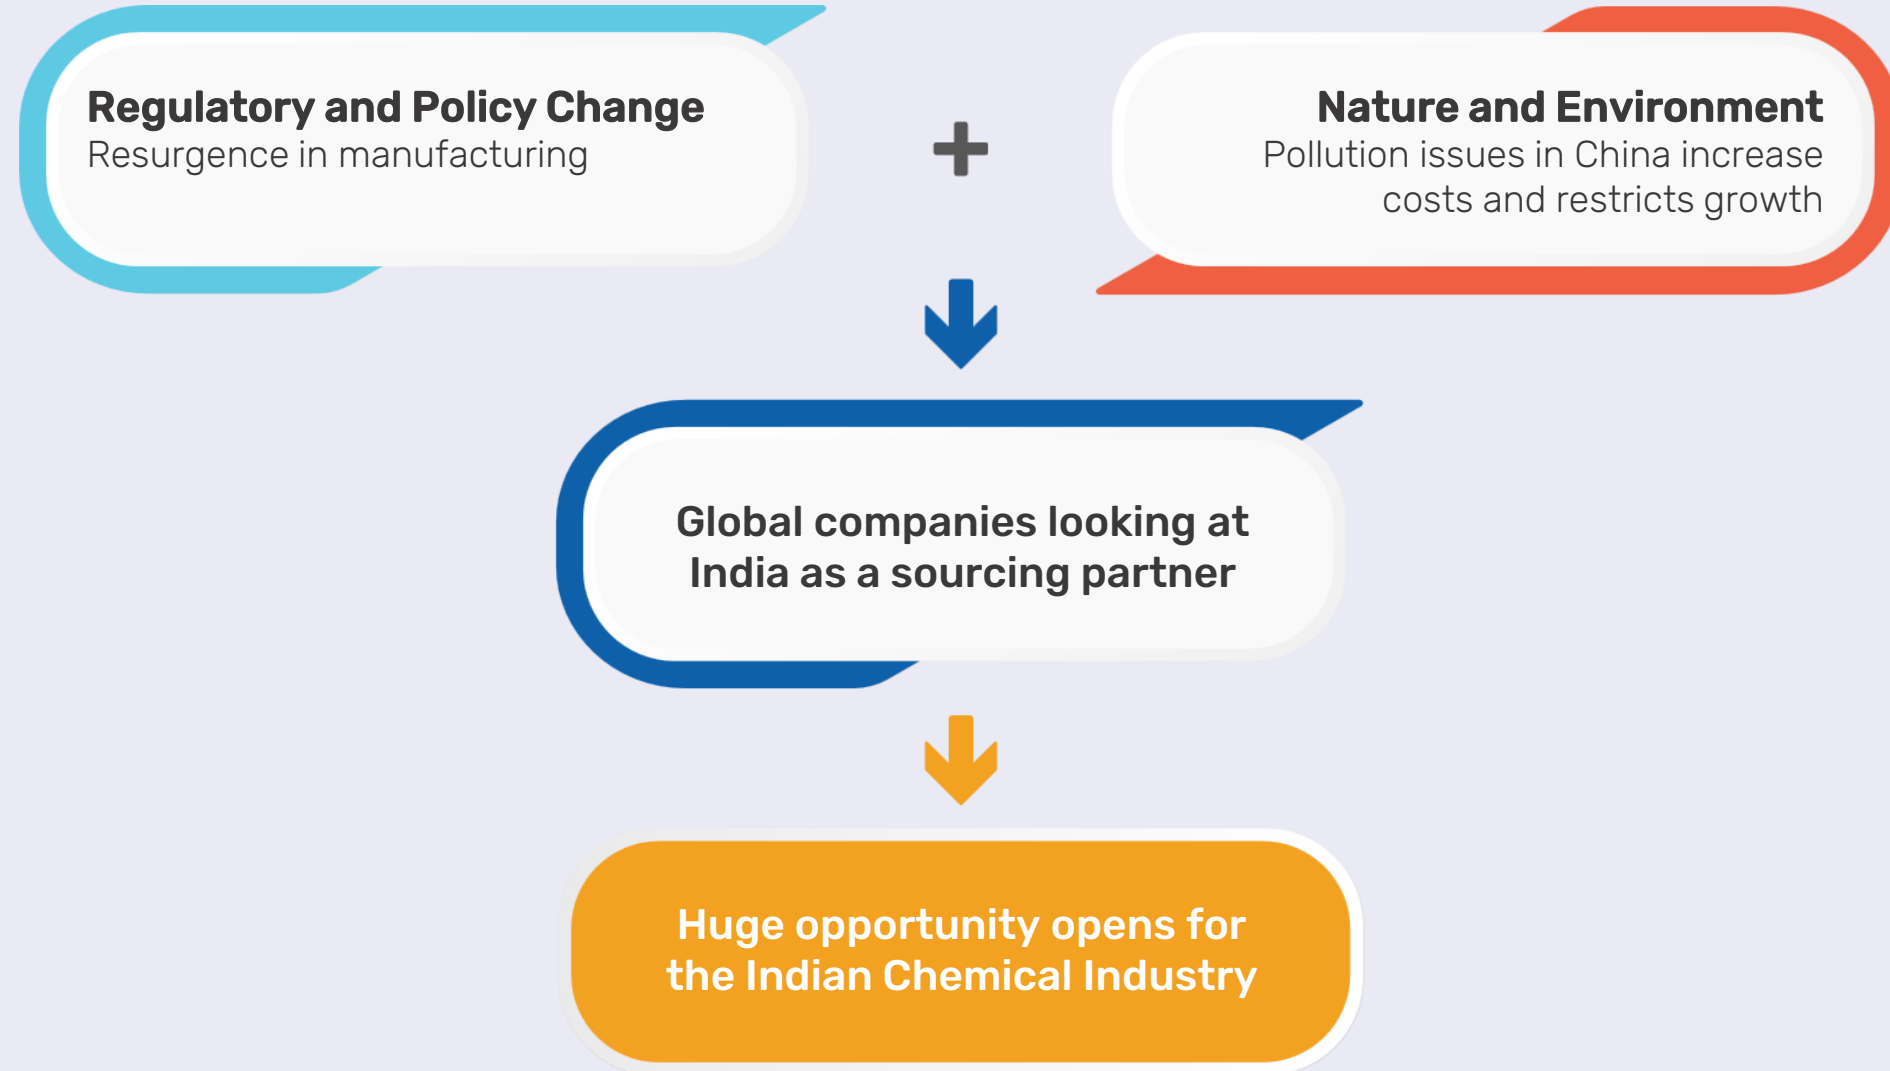 Regulatory and Policy Change
Resurgence in manufacturing
+
Nature and Environment
Pollution issues in China increase
costs and restricts growth
Global companies looking at
India as a sourcing partner
Huge opportunity opens for
the Indian Chemical Industry